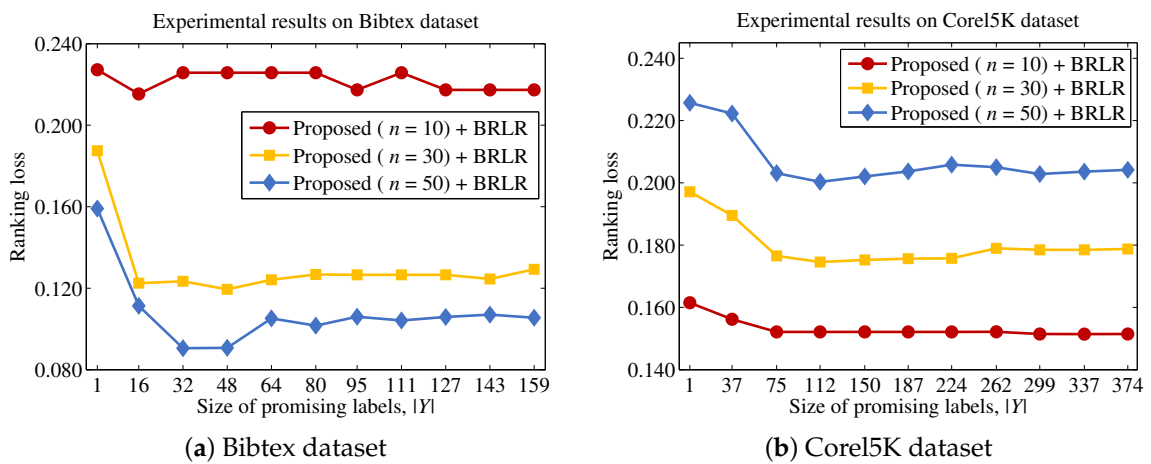 Experimental results on Bibtex dataset
0.240
0.200
0.160
0.120
0.080
Ranking loss
Proposed ( n = 10) + BRLR
Proposed ( n = 30) + BRLR
Proposed ( n = 50) + BRLR
1 16 32 48 64 80 95 111 127 143 159
Size of promising labels, |Y|
(a) Bibtex dataset
Experimental results on Corel5K dataset
0.240
0.220
0.200
0.180
0.160
0.140
Ranking loss
Proposed ( n = 10) + BRLR
Proposed ( n = 30) + BRLR
Proposed ( n = 50) + BRLR
1 37 75 112 150 187 224 262 299 337 374
Size of promising labels, |Y|
(b) Corel5K dataset